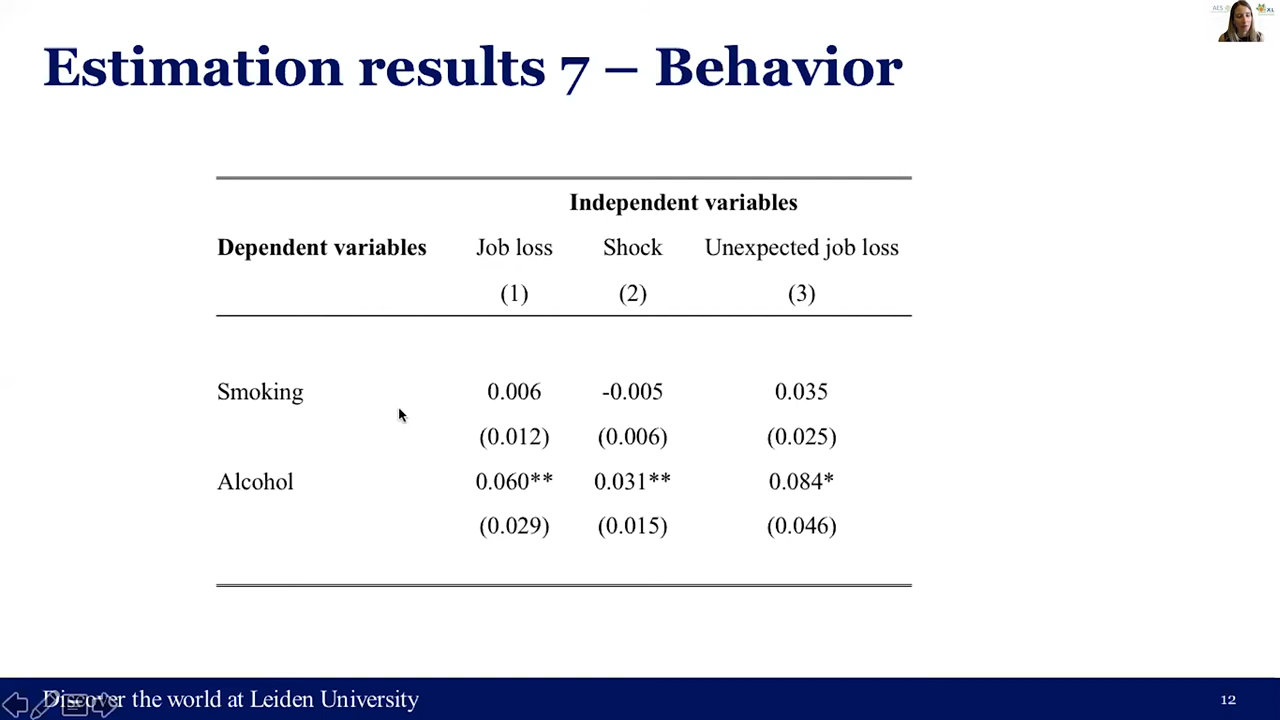 AES XL
Estimation results 7 – Behavior
Independent variables
Dependent variables Job loss Shock Unexpected job loss
(1) (2) (3)
Smoking 0.006 -0.005 0.035
(0.012) (0.006) (0.025)
Alcohol 0.060** 0.031** 0.084*
(0.029) (0.015) (0.046)
Discover the world at Leiden University
12